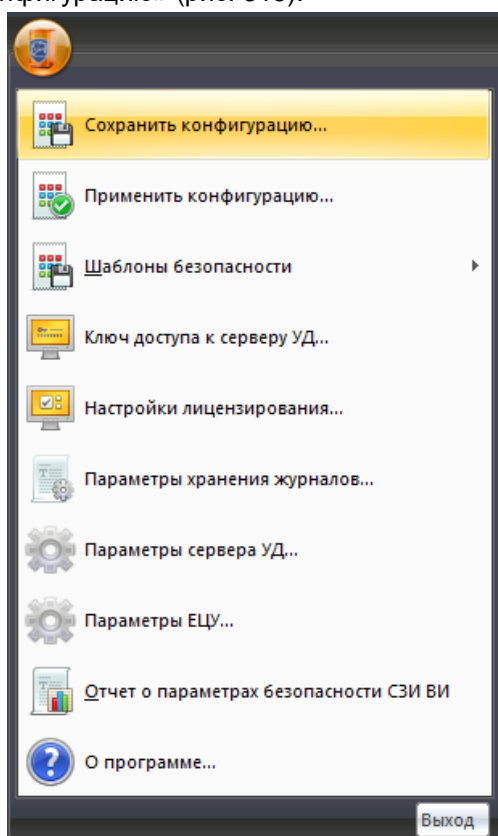 Сохранить конфигурацию...
Применить конфигурацию...
Шаблоны безопасности
Ключ доступа к серверу УД...
Настройки лицензирования...
Параметры хранения журналов...
Параметры сервера УД...
Параметры ЕЦУ...
Отчет о параметрах безопасности СЗИ ВИ
О программе...
Выход